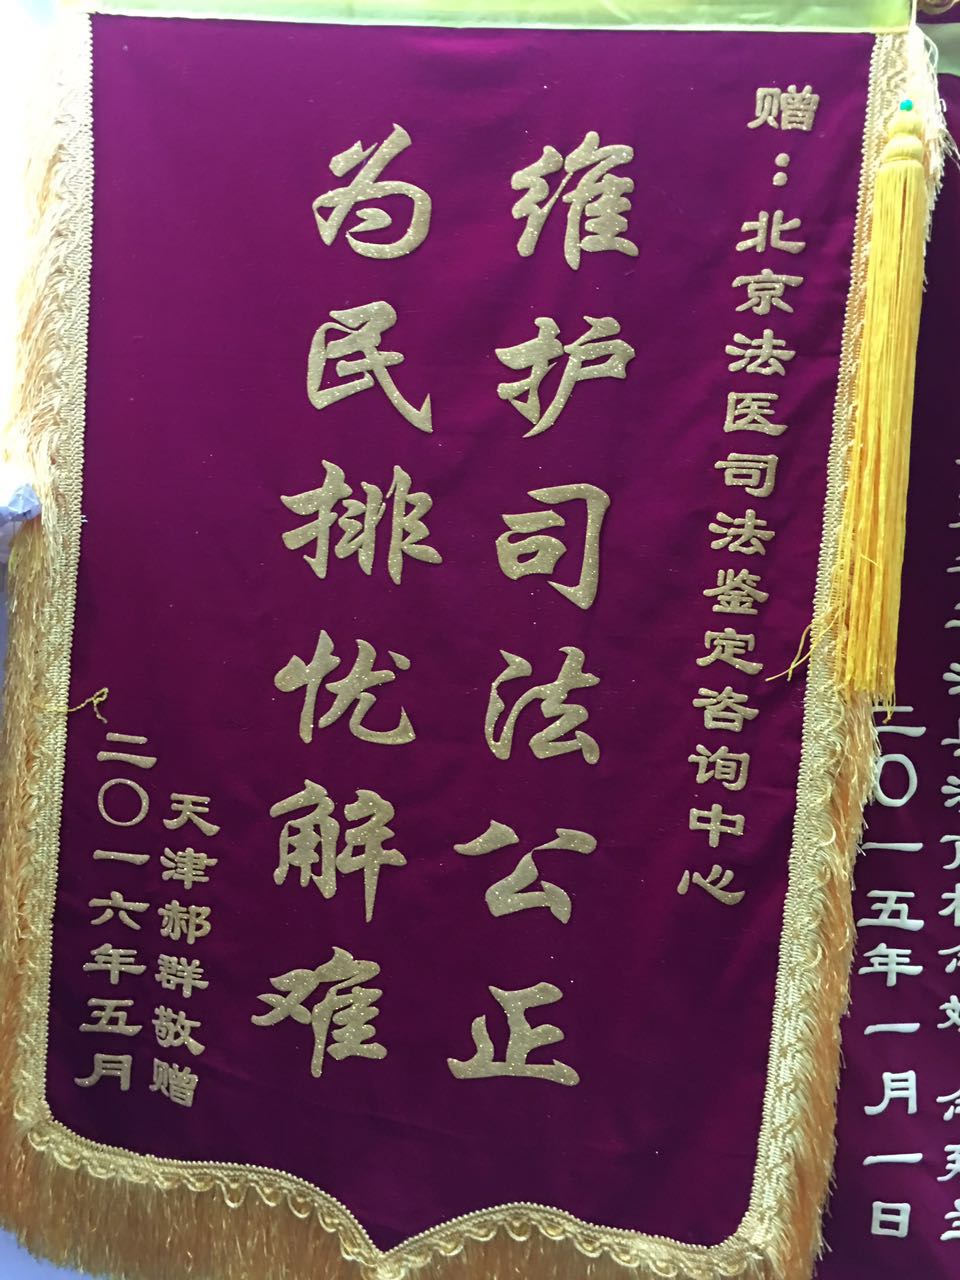 赠：北京法医司法鉴定咨询中心
维护司法公正
为民排忧解难
天津郝群敬赠
二〇一六年五月
二〇一五年一月一日